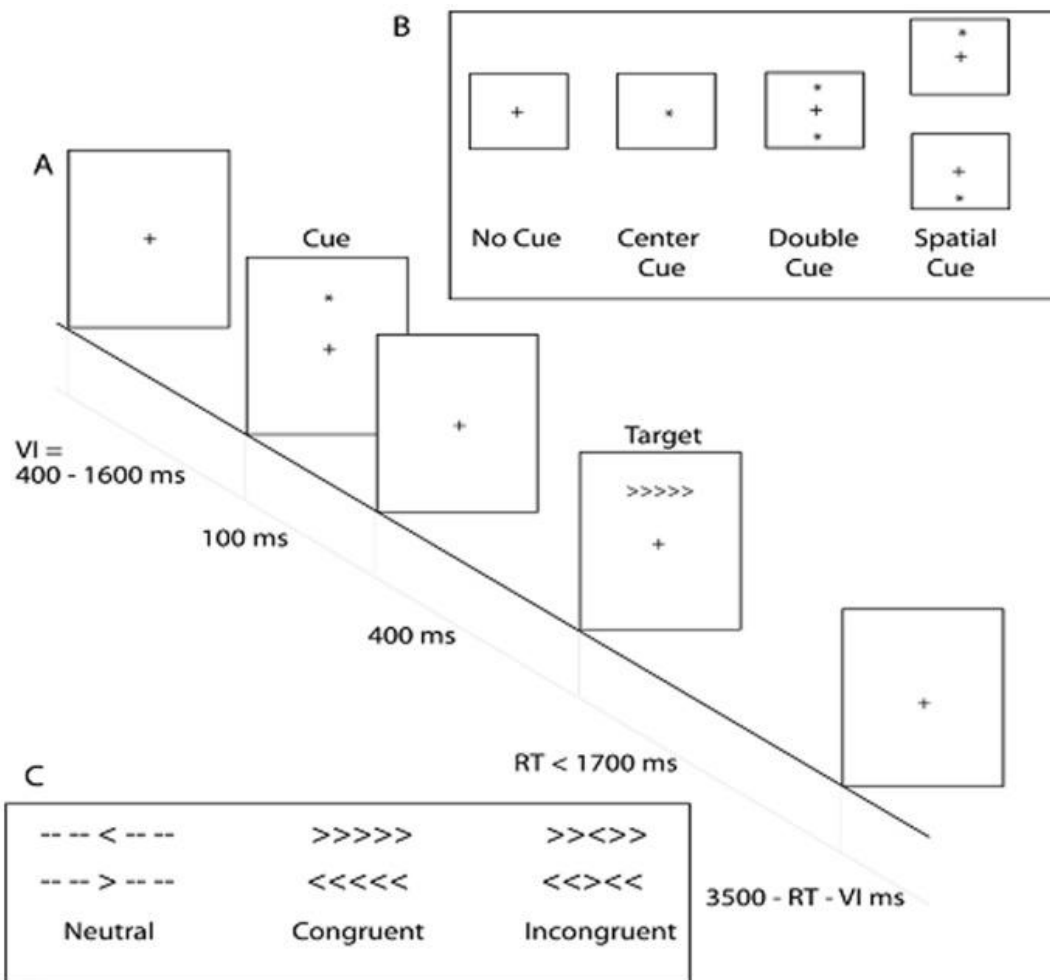 B
No Cue
Center
Cue
Double
Cue
Spatial
Cue
A
Cue
VI =
400 - 1600 ms
100 ms
400 ms
Target
>>>>>
RT < 1700 ms
3500 - RT - VI ms
C
-- -- < -- --
>>>>>
>><>>
-- -- > -- --
<<<<<
<<><<
Neutral
Congruent
Incongruent